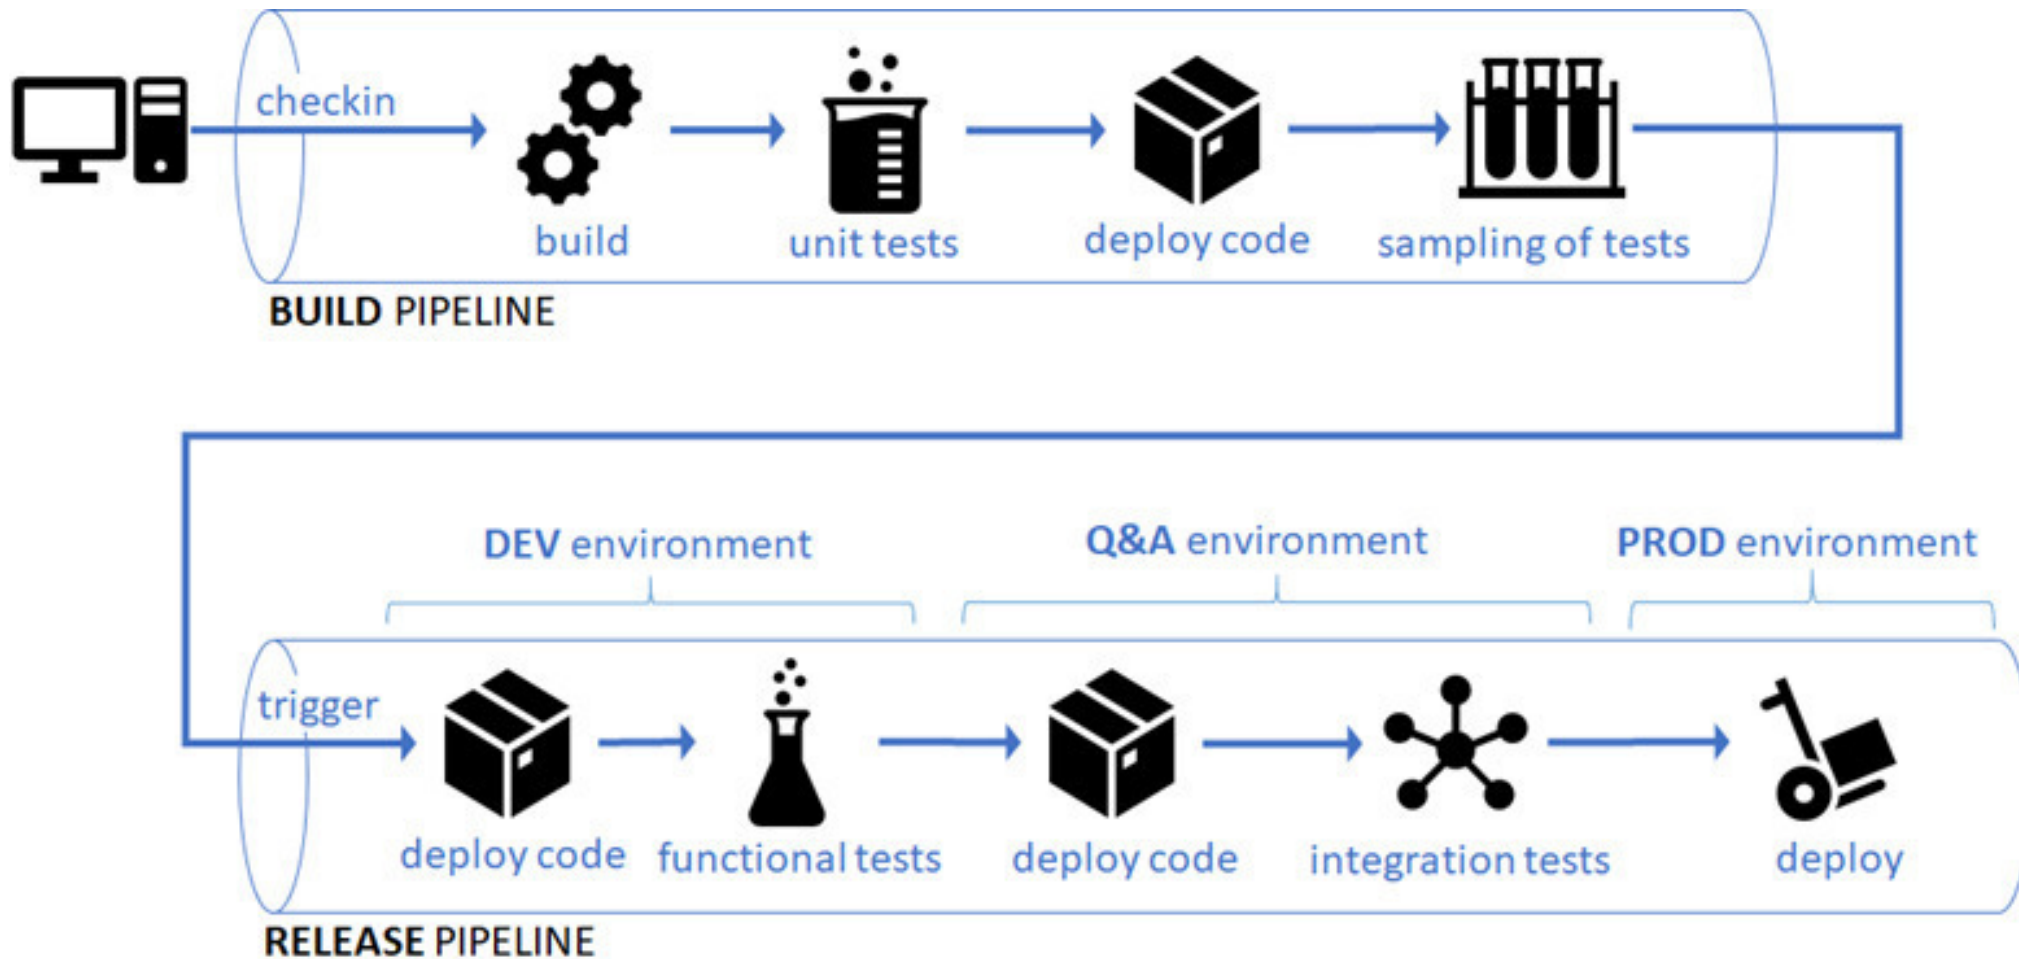 checkin
build
unit tests
deploy code
sampling of tests
BUILD PIPELINE
DEV environment
Q&A environment
PROD environment
trigger
deploy code
functional tests
deploy code
integration tests
deploy
RELEASE PIPELINE